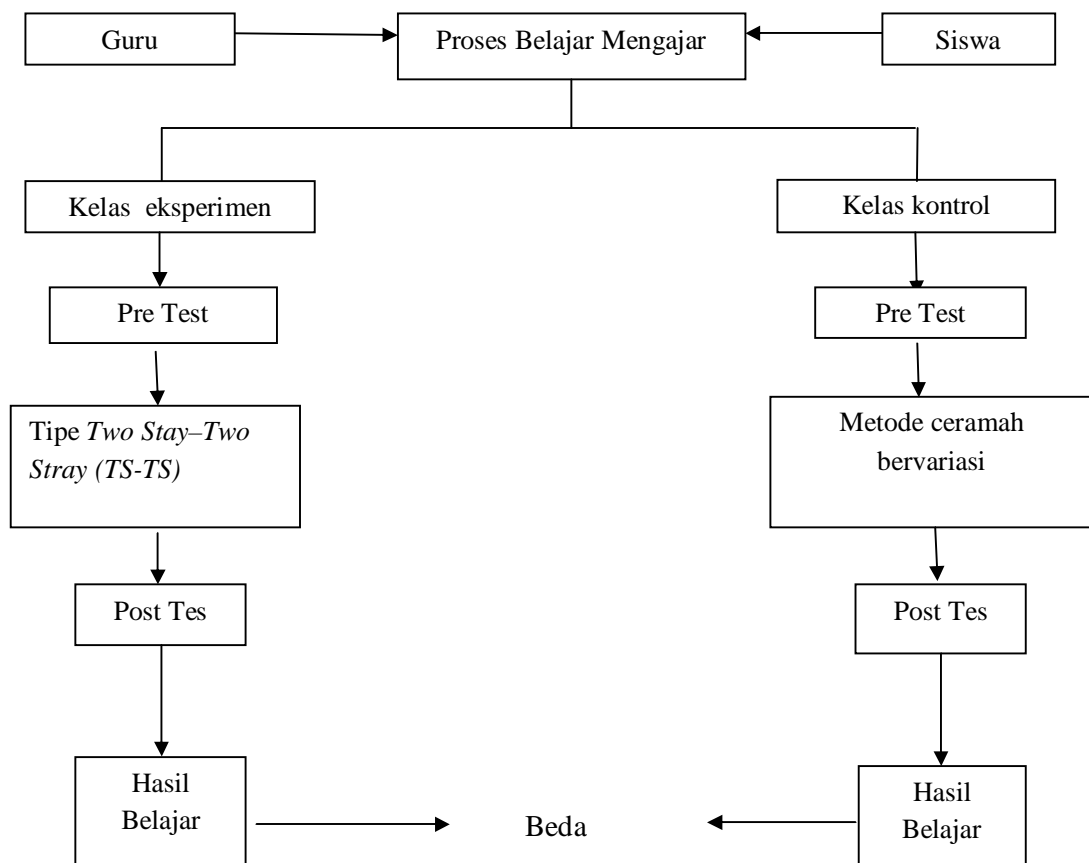 Guru
Proses Belajar Mengajar
Siswa
Kelas eksperimen
Kelas kontrol
Pre Test
Pre Test
Tipe Two Stay–Two
Stray (TS-TS)
Metode ceramah
bervariasi
Post Tes
Post Tes
Hasil
Belajar
Beda
Hasil
Belajar